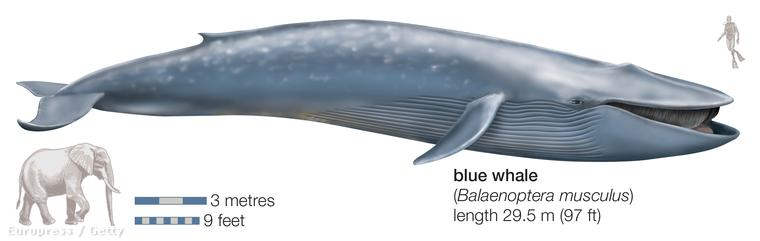 blue whale
(Balaenoptera musculus)
length 29.5 m (97 ft)
3 metres
9 feet
Europress / Getty